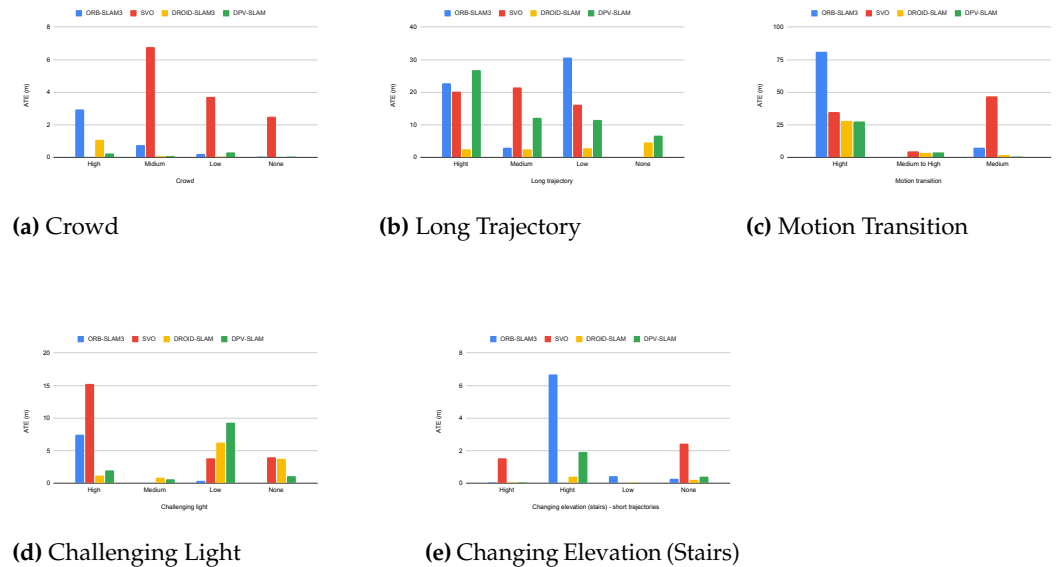 ORB-SLAM3 SVO DROID-SLAM3 DPV-SLAM
8
6
4
2
0
ATE (m)
High Midium Low None
Crowd
(a) Crowd
ORB-SLAM3 SVO DROID-SLAM DPV-SLAM
40
30
20
10
0
ATE (m)
Hight Medium Low None
Long trajectory
(b) Long Trajectory
ORB-SLAM3 SVO DROID-SLAM DPV-SLAM
100
75
50
25
0
ATE (m)
Hight Medium to High Medium
Motion transition
(c) Motion Transition
ORB-SLAM3 SVO DROID-SLAM DPV-SLAM
20
15
10
5
0
ATE (m)
High Medium Low None
Challenging light
(d) Challenging Light
ORB-SLAM3 SVO DROID-SLAM DPV-SLAM
8
6
4
2
0
ATE (m)
Hight Hight Low None
Changing elevation (stairs) - short trajectories
(e) Changing Elevation (Stairs)